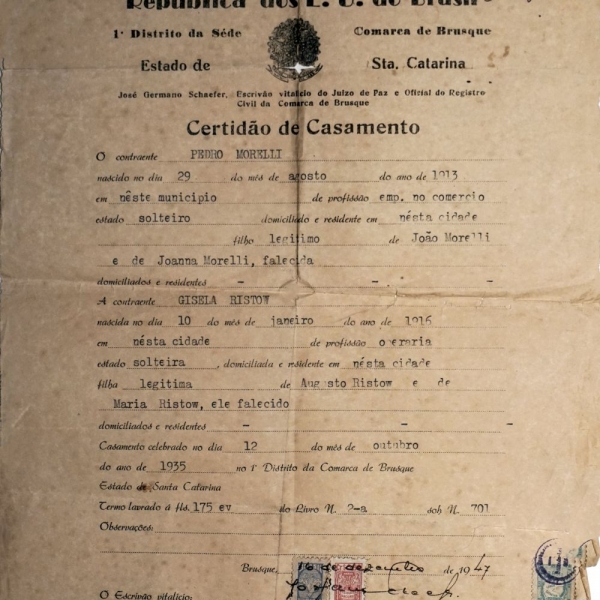 Republica dos E. U. do Brasil
1º Distrito da Séde Comarca de Brusque
Estado de Sta. Catarina
José Germano Schaefer, Escrivão vitalicio do Juizo de Paz e Oficial do Registro
Civil da Comarca de Brusque
Certidão de Casamento
O contraente PEDRO MORELLI
nascido no dia 29 do mês de agosto do ano de 1913
em nêste municipio de profissão emp. no comercio
estado solteiro domiciliado e residente em nésta cidade
filho legitimo de João Morelli
e de Joanna Morelli, falecida
domiciliados e residentes - - -
A contraente GISELA RISTOW
nascida no dia 10 do mês de janeiro do ano de 1916
em nésta cidade de profissão operaria
estado solteira, domiciliada e residente em nésta cidade
filha legitima de Augusto Ristow e de
Maria Ristow, ele falecido
domiciliados e residentes - - -
Casamento celebrado no dia 12 do mês de outubro
do ano de 1935 no 1º Distrito da Comarca de Brusque
Estado de Santa Catarina
Termo lavrado á fls. 175 ev do Livro N. 2-a sob N. 701
Observações:
Brusque, 16 de dezembro de 1947
O Escrivão vitalicio: